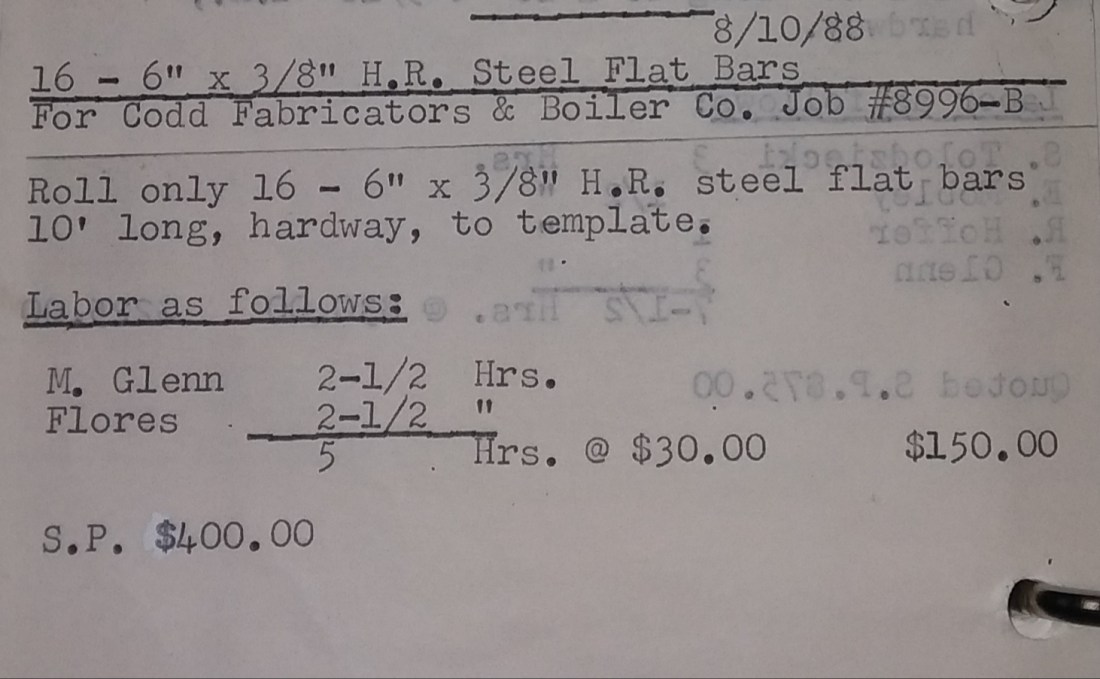 8/10/88
16 - 6" x 3/8" H.R. Steel Flat Bars
For Codd Fabricators & Boiler Co. Job #8996-B
Roll only 16 - 6" x 3/8" H.R. steel flat bars
10' long, hardway, to template.
Labor as follows:
M. Glenn 2-1/2 Hrs.
Flores 2-1/2 "
5 Hrs. @ $30.00 $150.00
S.P. $400.00